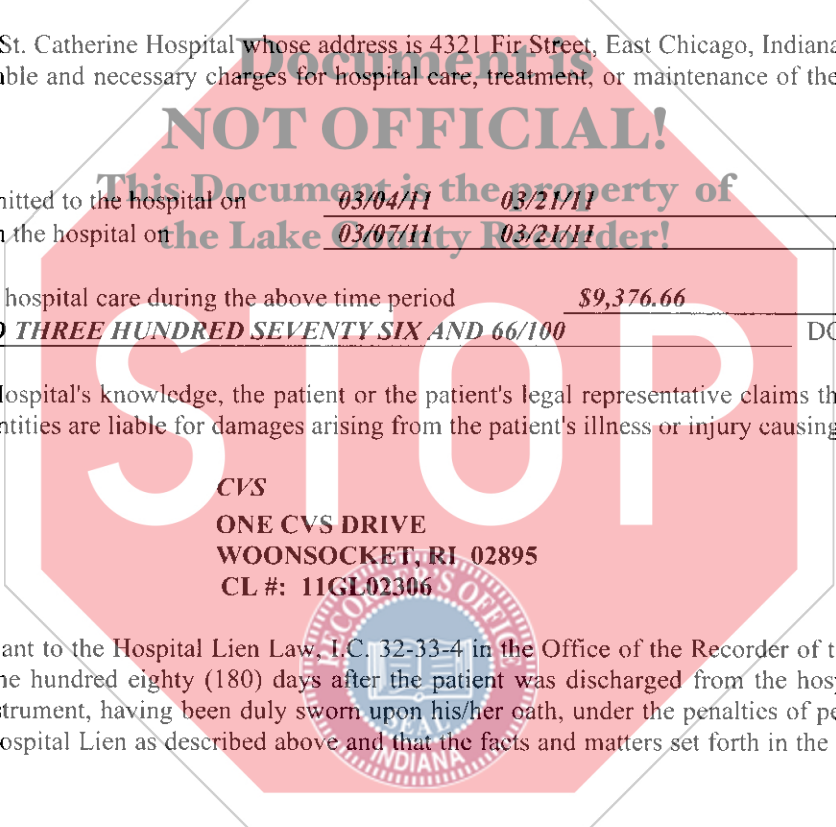 St. Catherine Hospital whose address is 4321 Fir Street, East Chicago, Indiana
Document is
able and necessary charges for hospital care, treatment, or maintenance of the
NOT OFFICIAL!
This Document is the property of
nitted to the hospital on 03/04/11 03/21/11
the Lake County Recorder!
n the hospital on 03/07/11 03/21/11
hospital care during the above time period $9,376.66
THREE HUNDRED SEVENTY SIX AND 66/100 DO
STOP
Hospital's knowledge, the patient or the patient's legal representative claims th
ntities are liable for damages arising from the patient's illness or injury causing
CVS
ONE CVS DRIVE
WOONSOCKET, RI 02895
CL #: 11GL02306
RECORDER'S OFFICE
ant to the Hospital Lien Law, I.C. 32-33-4 in the Office of the Recorder of t
ne hundred eighty (180) days after the patient was discharged from the hosp
strument, having been duly sworn upon his/her oath, under the penalties of pe
SEAL
ospital Lien as described above and that the facts and matters set forth in the
INDIANA